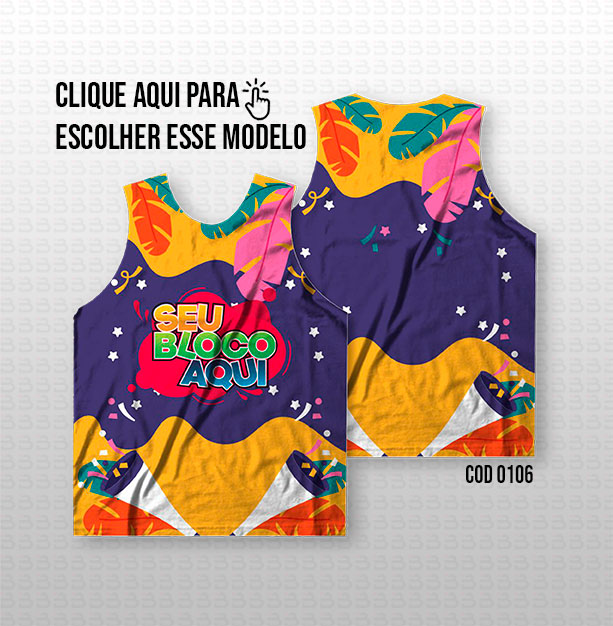 CLIQUE AQUI PARA
ESCOLHER ESSE MODELO
SEU
BLOCO
AQUI
COD 0106